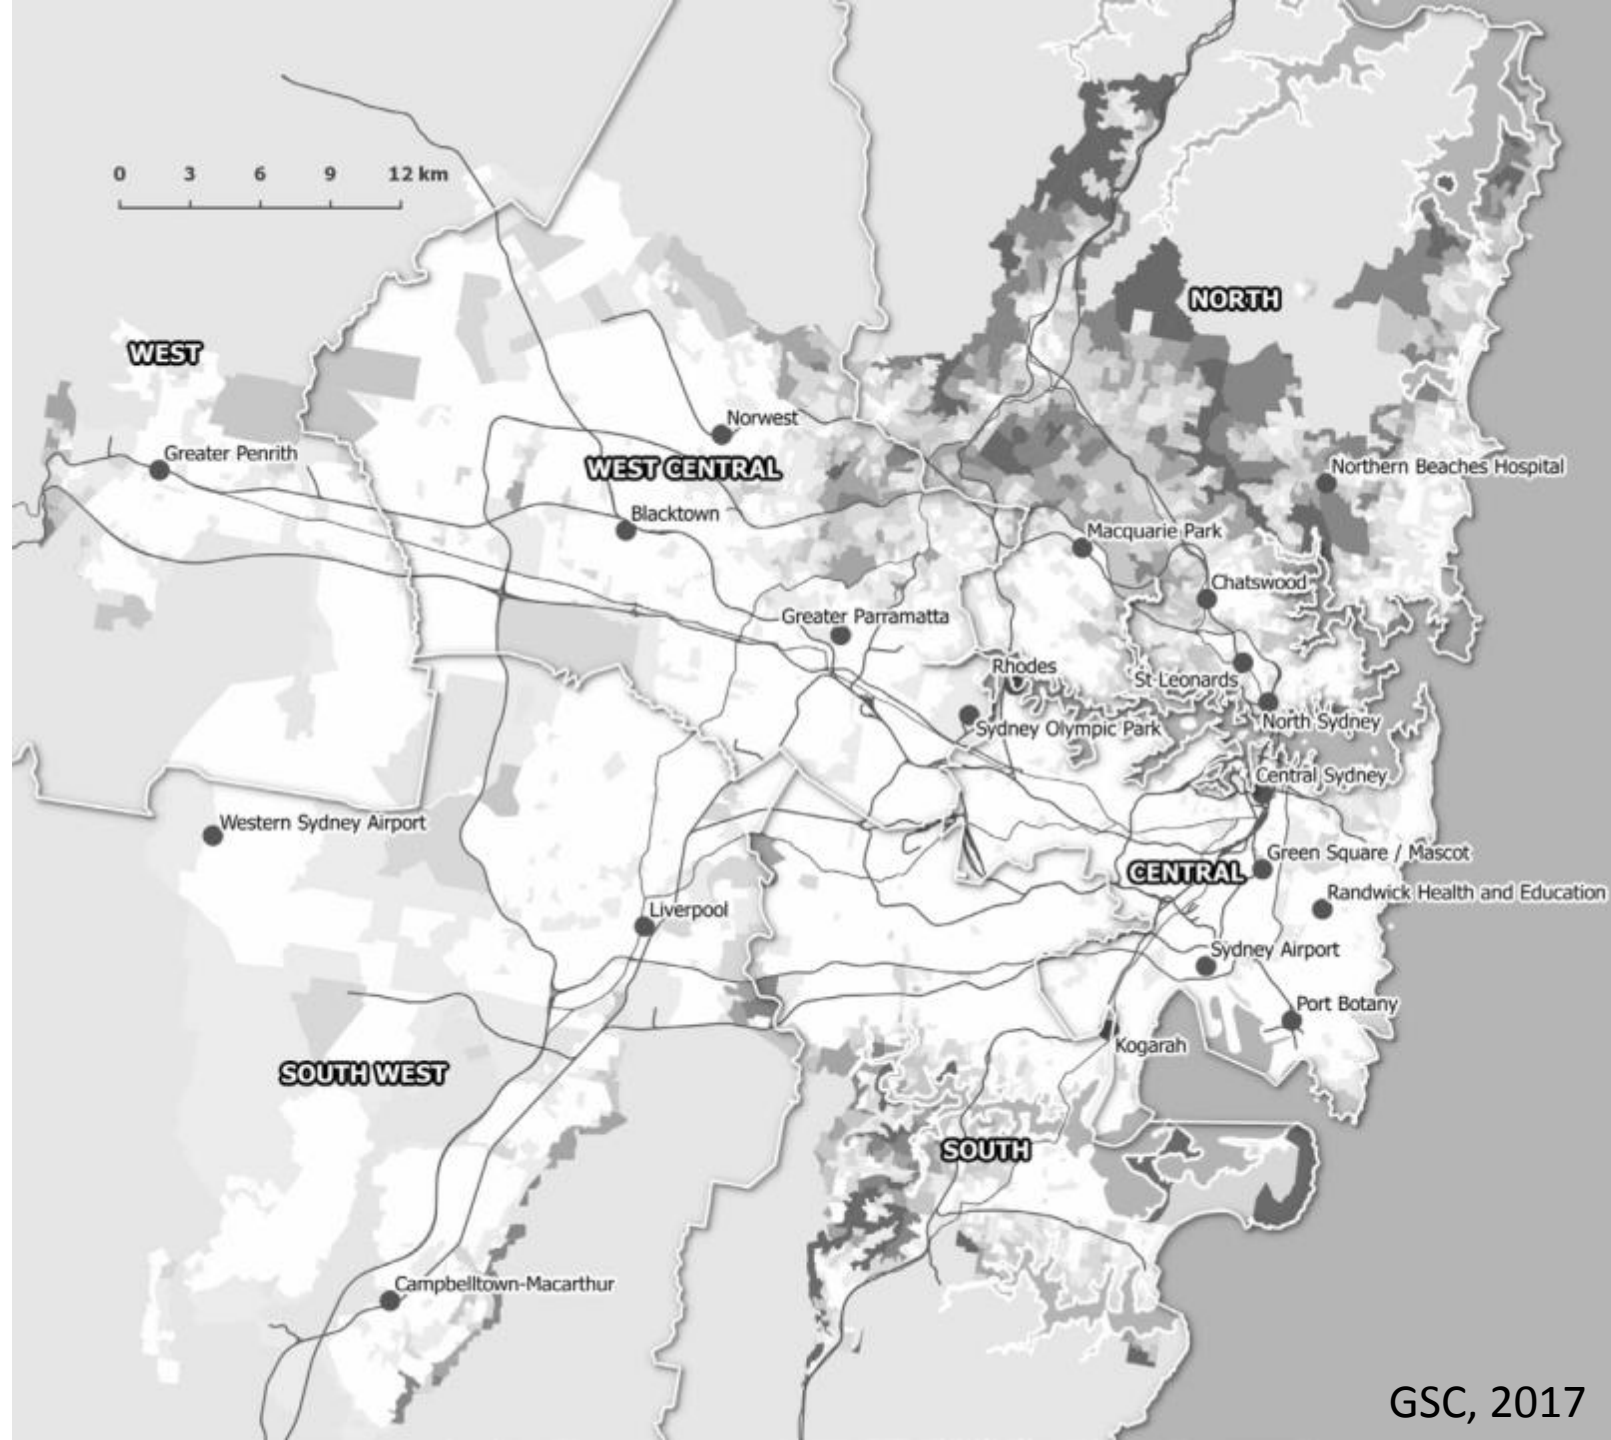 0 3 6 9 12 km
NORTH
WEST
Norwest
Greater Penrith
WEST CENTRAL
Northern Beaches Hospital
Blacktown
Macquarie Park
Chatswood
Greater Parramatta
Rhodes
St Leonards
North Sydney
Sydney Olympic Park
Central Sydney
Western Sydney Airport
Green Square / Mascot
CENTRAL
Randwick Health and Education
Liverpool
Sydney Airport
Port Botany
Kogarah
SOUTH WEST
SOUTH
Campbelltown-Macarthur
GSC, 2017